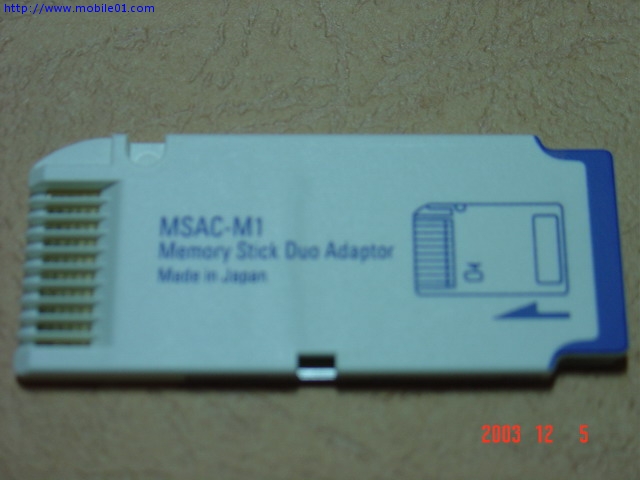 http://www.mobile01.com
MSAC-M1
Memory Stick Duo Adaptor
Made in Japan
2003 12 5